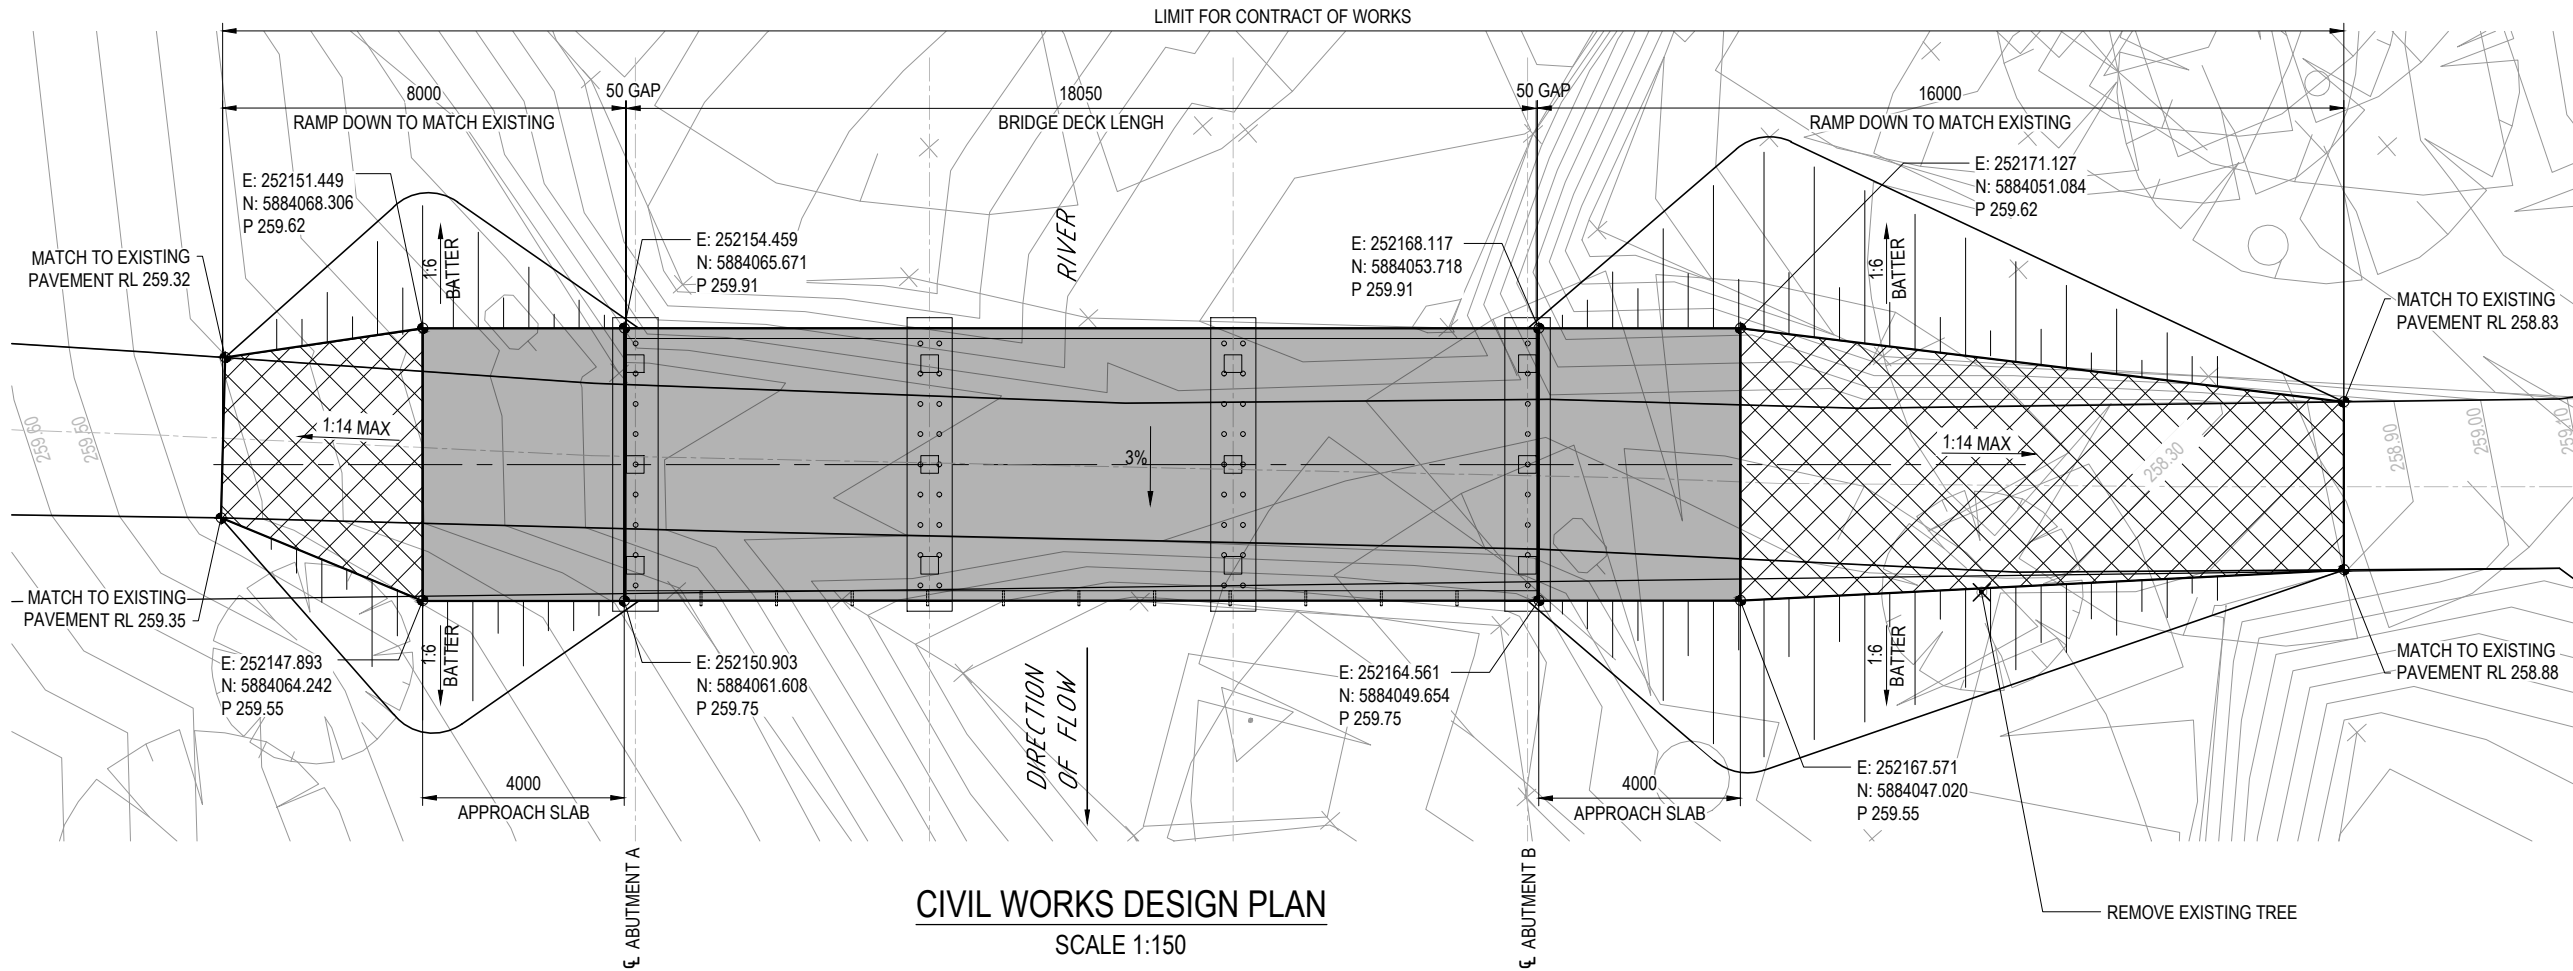 LIMIT FOR CONTRACT OF WORKS
8000
RAMP DOWN TO MATCH EXISTING
50 GAP
18050
BRIDGE DECK LENGH
50 GAP
16000
RAMP DOWN TO MATCH EXISTING
E: 252151.449
N: 5884068.306
P 259.62
E: 252171.127
N: 5884051.084
P 259.62
MATCH TO EXISTING
PAVEMENT RL 259.32
1:6
BATTER
E: 252154.459
N: 5884065.671
P 259.91
RIVER
E: 252168.117
N: 5884053.718
P 259.91
1:6
BATTER
MATCH TO EXISTING
PAVEMENT RL 258.83
259.60
259.50
1:14 MAX
3%
1:14 MAX
258.30
258.90
259.00
259.10
MATCH TO EXISTING
PAVEMENT RL 259.35
1:6
BATTER
E: 252147.893
N: 5884064.242
P 259.55
E: 252150.903
N: 5884061.608
P 259.75
DIRECTION
OF FLOW
E: 252164.561
N: 5884049.654
P 259.75
1:6
BATTER
MATCH TO EXISTING
PAVEMENT RL 258.88
4000
APPROACH SLAB
4000
APPROACH SLAB
E: 252167.571
N: 5884047.020
P 259.55
℄ ABUTMENT A
℄ ABUTMENT B
REMOVE EXISTING TREE
CIVIL WORKS DESIGN PLAN
SCALE 1:150